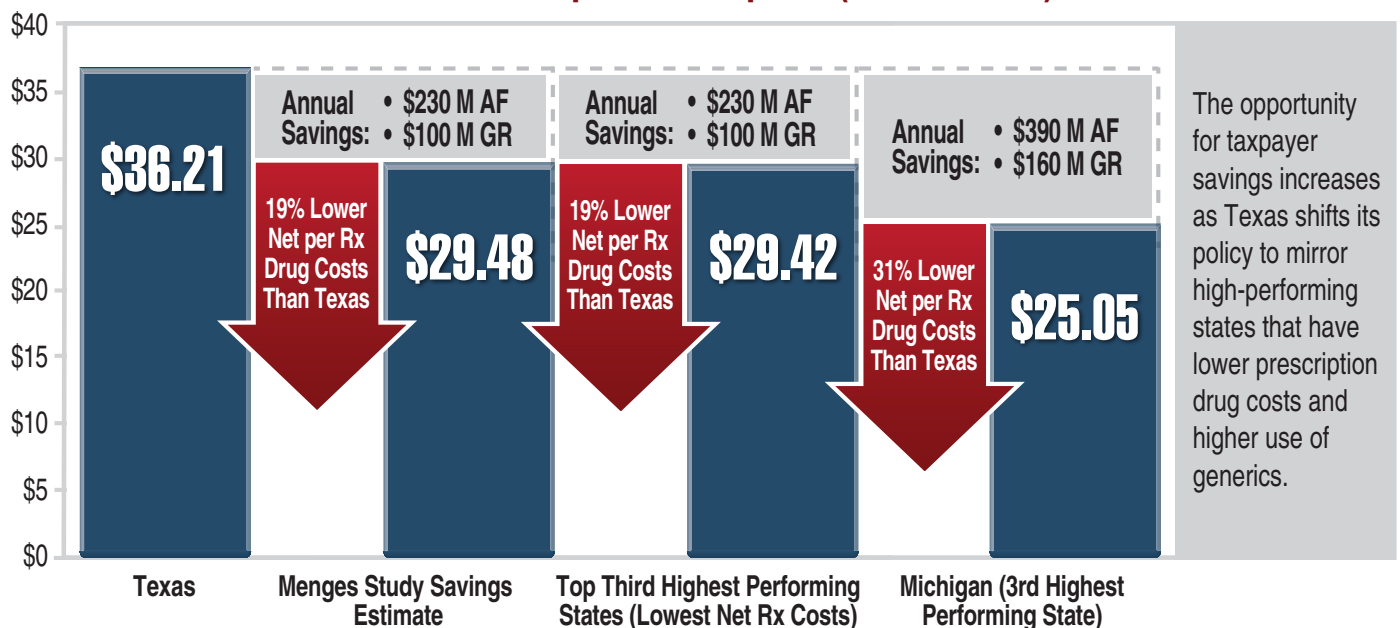 $40
$35
$30
$25
$20
$15
$10
$5
$0
$36.21
Annual Savings:
• $230 M AF
• $100 M GR
19% Lower
Net per Rx
Drug Costs
Than Texas
$29.48
Annual Savings:
• $230 M AF
• $100 M GR
19% Lower
Net per Rx
Drug Costs
Than Texas
$29.42
Annual Savings:
• $390 M AF
• $160 M GR
31% Lower
Net per Rx
Drug Costs
Than Texas
$25.05
The opportunity
for taxpayer
savings increases
as Texas shifts its
policy to mirror
high-performing
states that have
lower prescription
drug costs and
higher use of
generics.
Texas
Menges Study Savings
Estimate
Top Third Highest Performing
States (Lowest Net Rx Costs)
Michigan (3rd Highest
Performing State)